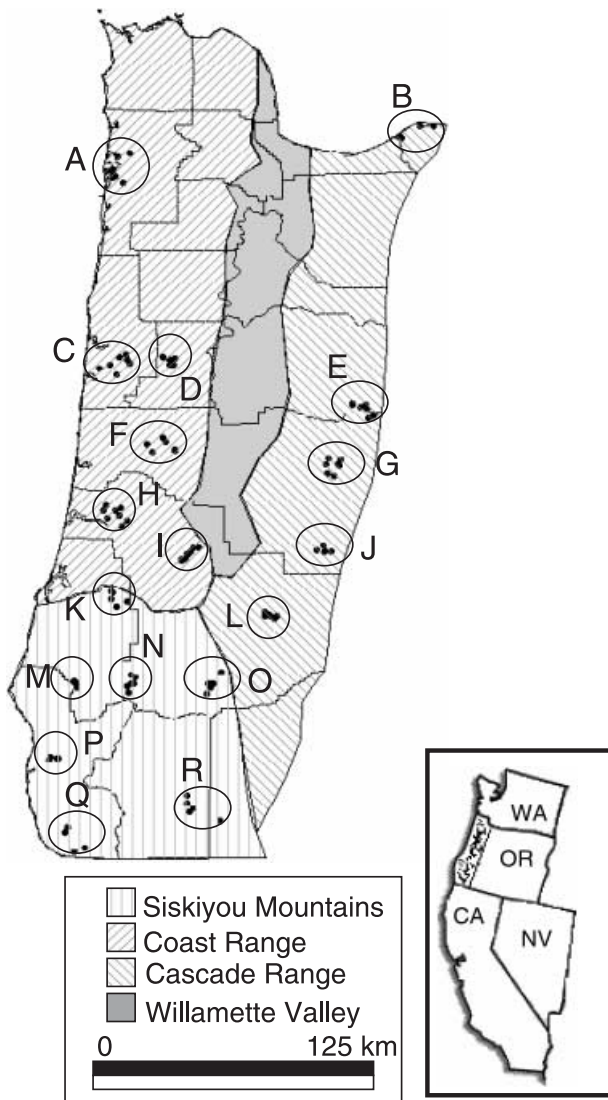 B
A
C
D
E
F
G
H
I
J
K
L
M
N
O
P
Q
R
Siskiyou Mountains
Coast Range
Cascade Range
Willamette Valley
0 125 km
WA
OR
CA
NV